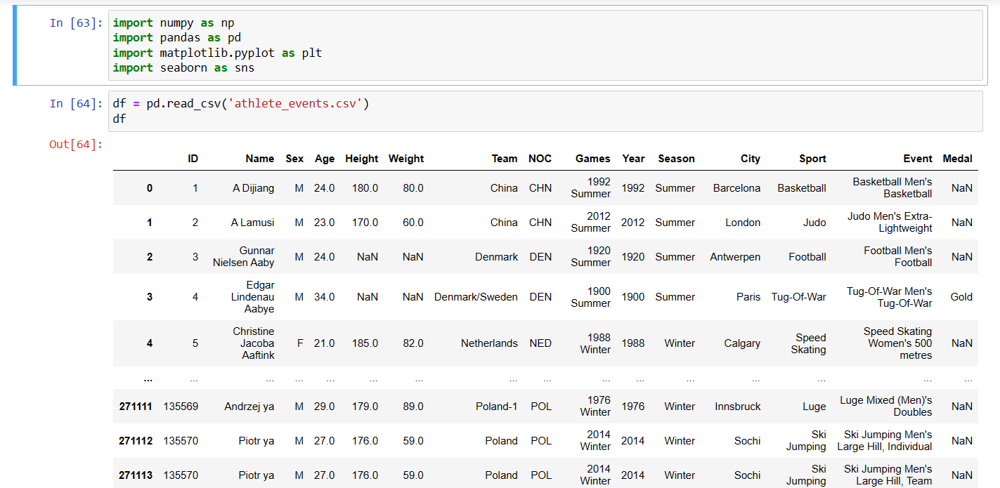 In [63]: import numpy as np
import pandas as pd
import matplotlib.pyplot as plt
import seaborn as sns
In [64]: df = pd.read_csv('athlete_events.csv')
df
Out[64]:
ID Name Sex Age Height Weight Team NOC Games Year Season City Sport Event Medal
0 1 A Dijiang M 24.0 180.0 80.0 China CHN 1992 Summer 1992 Summer Barcelona Basketball Basketball Men's Basketball NaN
1 2 A Lamusi M 23.0 170.0 60.0 China CHN 2012 Summer 2012 Summer London Judo Judo Men's Extra-Lightweight NaN
2 3 Gunnar Nielsen Aaby M 24.0 NaN NaN Denmark DEN 1920 Summer 1920 Summer Antwerpen Football Football Men's Football NaN
3 4 Edgar Lindenau Aabye M 34.0 NaN NaN Denmark/Sweden DEN 1900 Summer 1900 Summer Paris Tug-Of-War Tug-Of-War Men's Tug-Of-War Gold
4 5 Christine Jacoba Aaftink F 21.0 185.0 82.0 Netherlands NED 1988 Winter 1988 Winter Calgary Speed Skating Speed Skating Women's 500 metres NaN
... ... ... ... ... ... ... ... ... ... ... ... ... ... ... ...
271111 135569 Andrzej ya M 29.0 179.0 89.0 Poland-1 POL 1976 Winter 1976 Winter Innsbruck Luge Luge Mixed (Men)'s Doubles NaN
271112 135570 Piotr ya M 27.0 176.0 59.0 Poland POL 2014 Winter 2014 Winter Sochi Ski Jumping Ski Jumping Men's Large Hill, Individual NaN
271113 135570 Piotr ya M 27.0 176.0 59.0 Poland POL 2014 Winter 2014 Winter Sochi Ski Jumping Ski Jumping Men's Large Hill, Team NaN